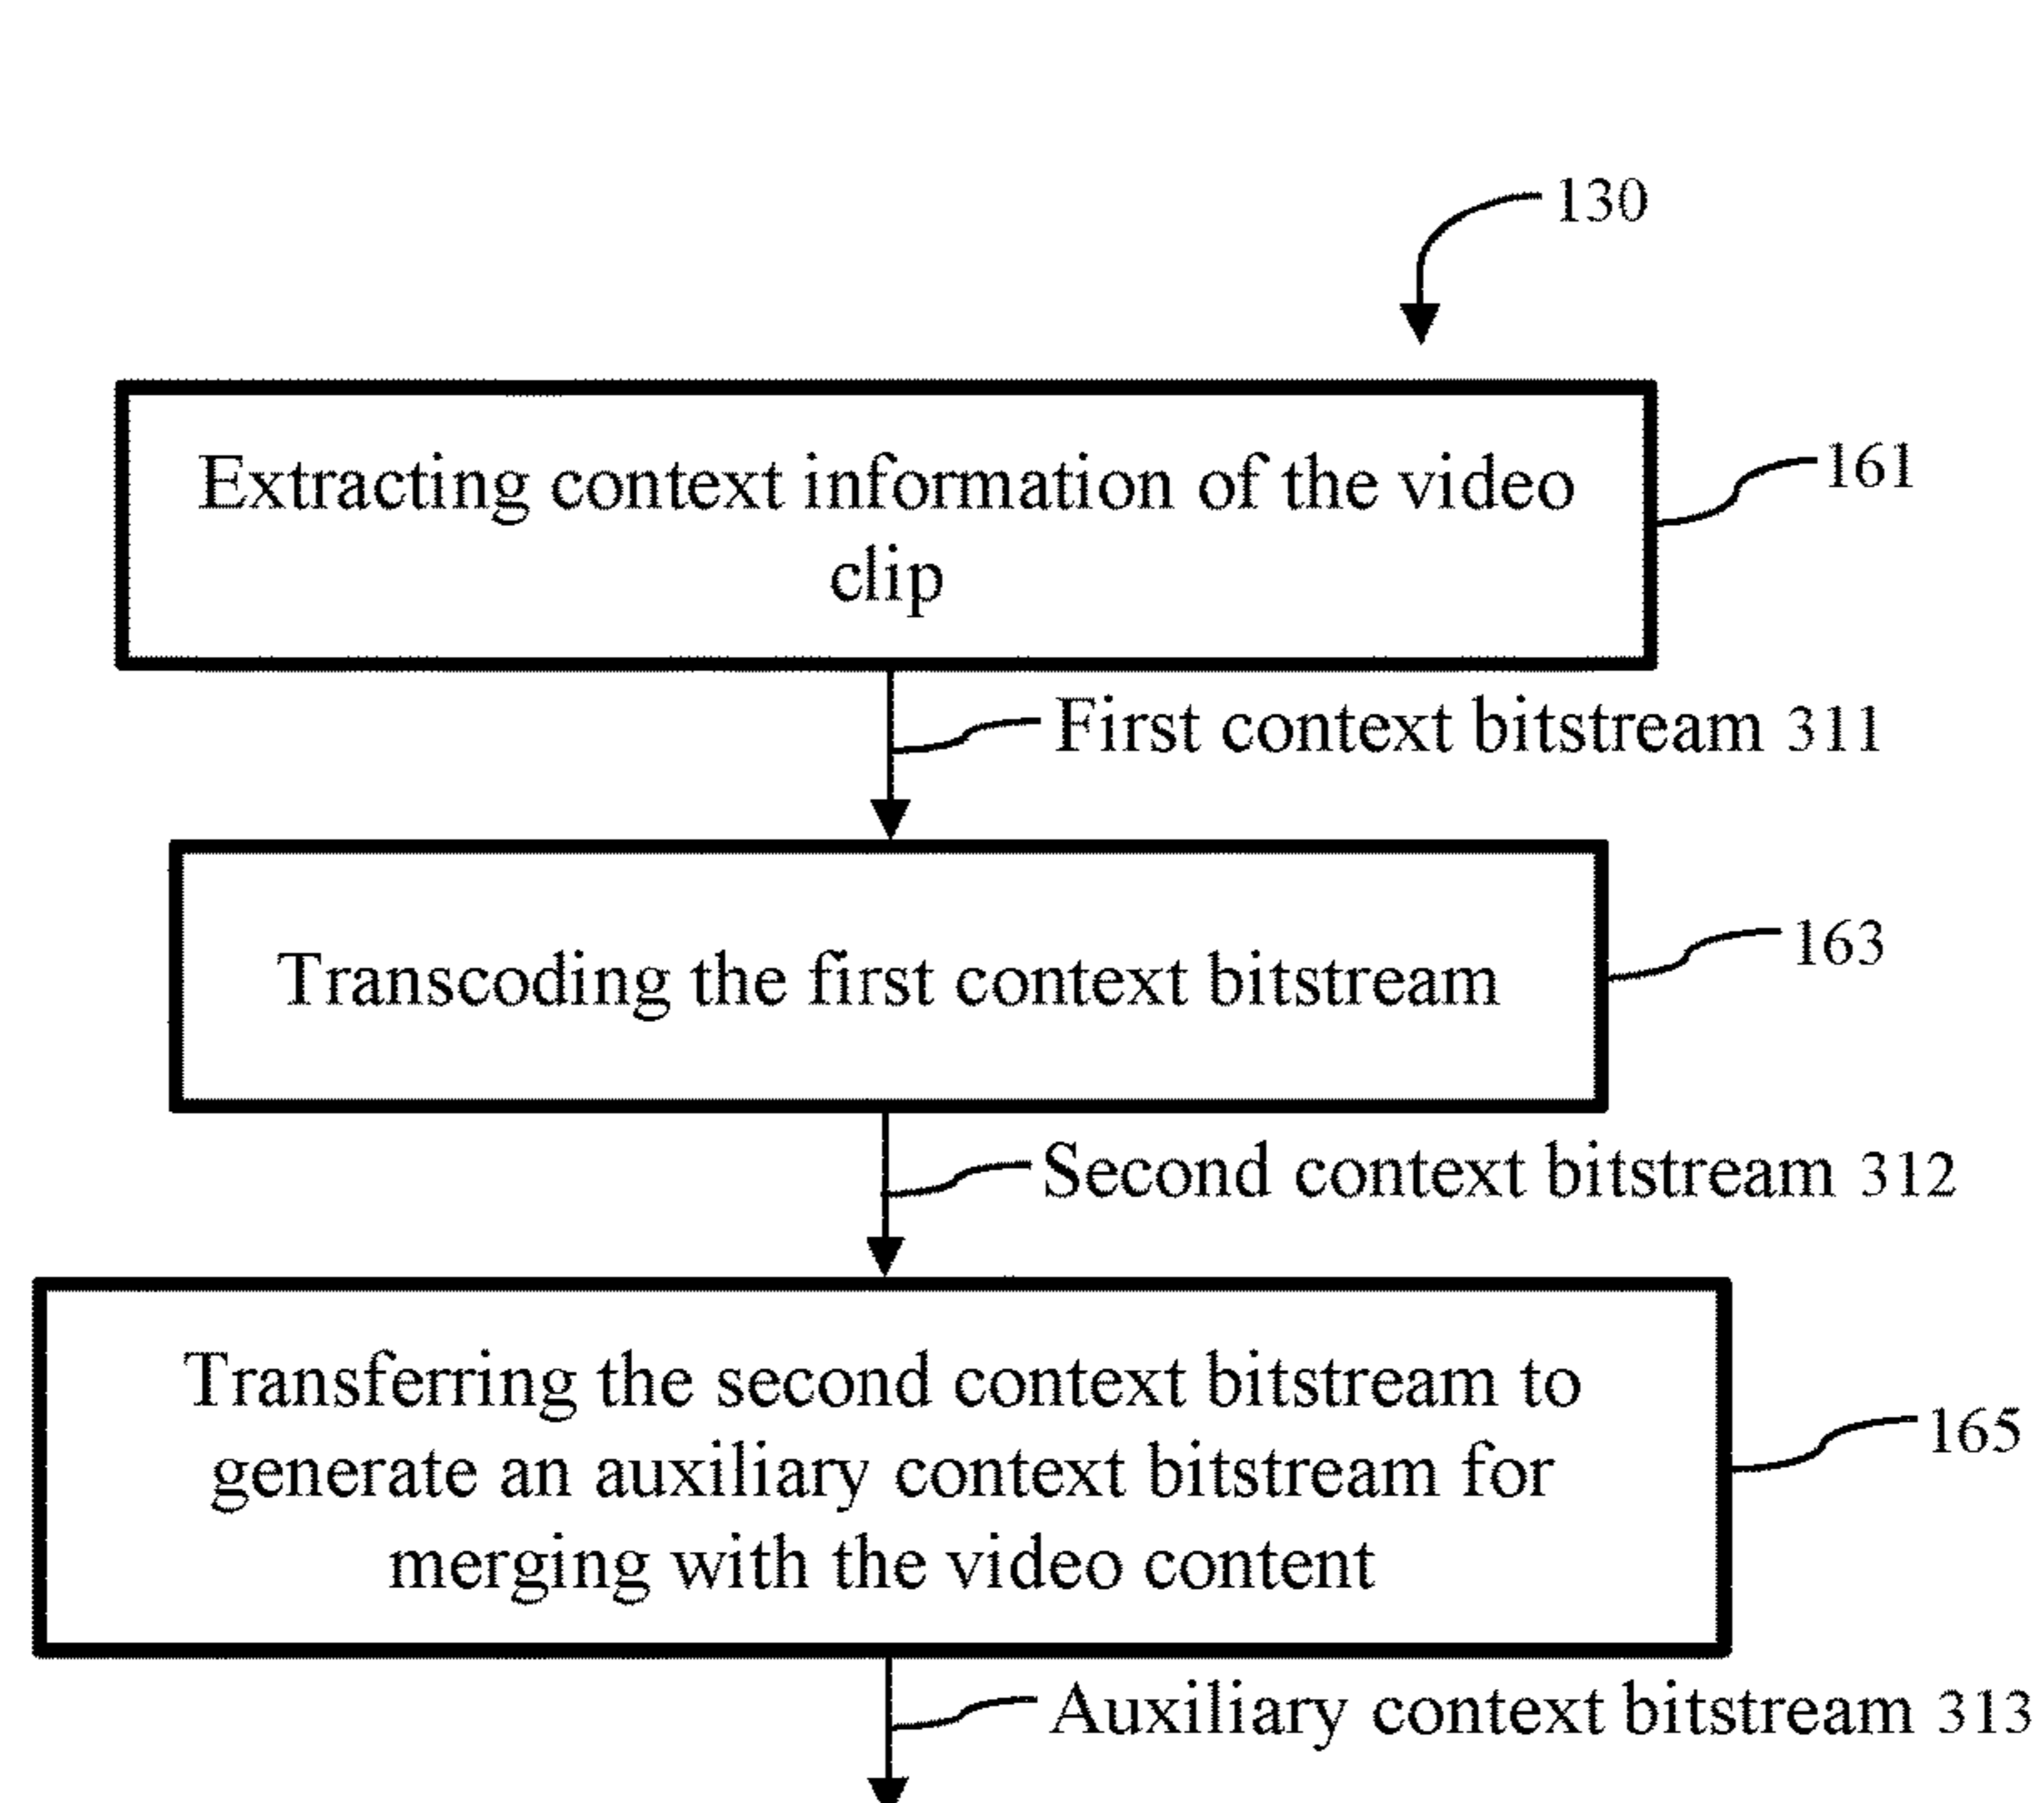 130
Extracting context information of the video
clip
161
First context bitstream 311
Transcoding the first context bitstream
163
Second context bitstream 312
Transferring the second context bitstream to
generate an auxiliary context bitstream for
merging with the video content
165
Auxiliary context bitstream 313